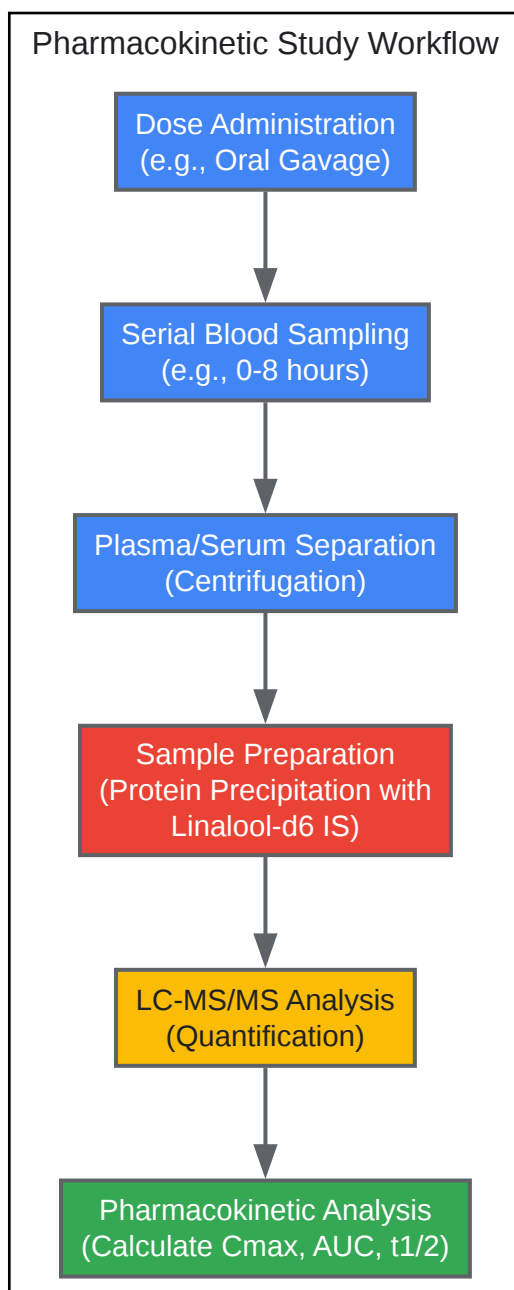 Pharmacokinetic Study Workflow
Dose Administration
(e.g., Oral Gavage)
Serial Blood Sampling
(e.g., 0-8 hours)
Plasma/Serum Separation
(Centrifugation)
Sample Preparation
(Protein Precipitation with
Linalool-d6 IS)
LC-MS/MS Analysis
(Quantification)
Pharmacokinetic Analysis
(Calculate Cmax, AUC, t1/2)